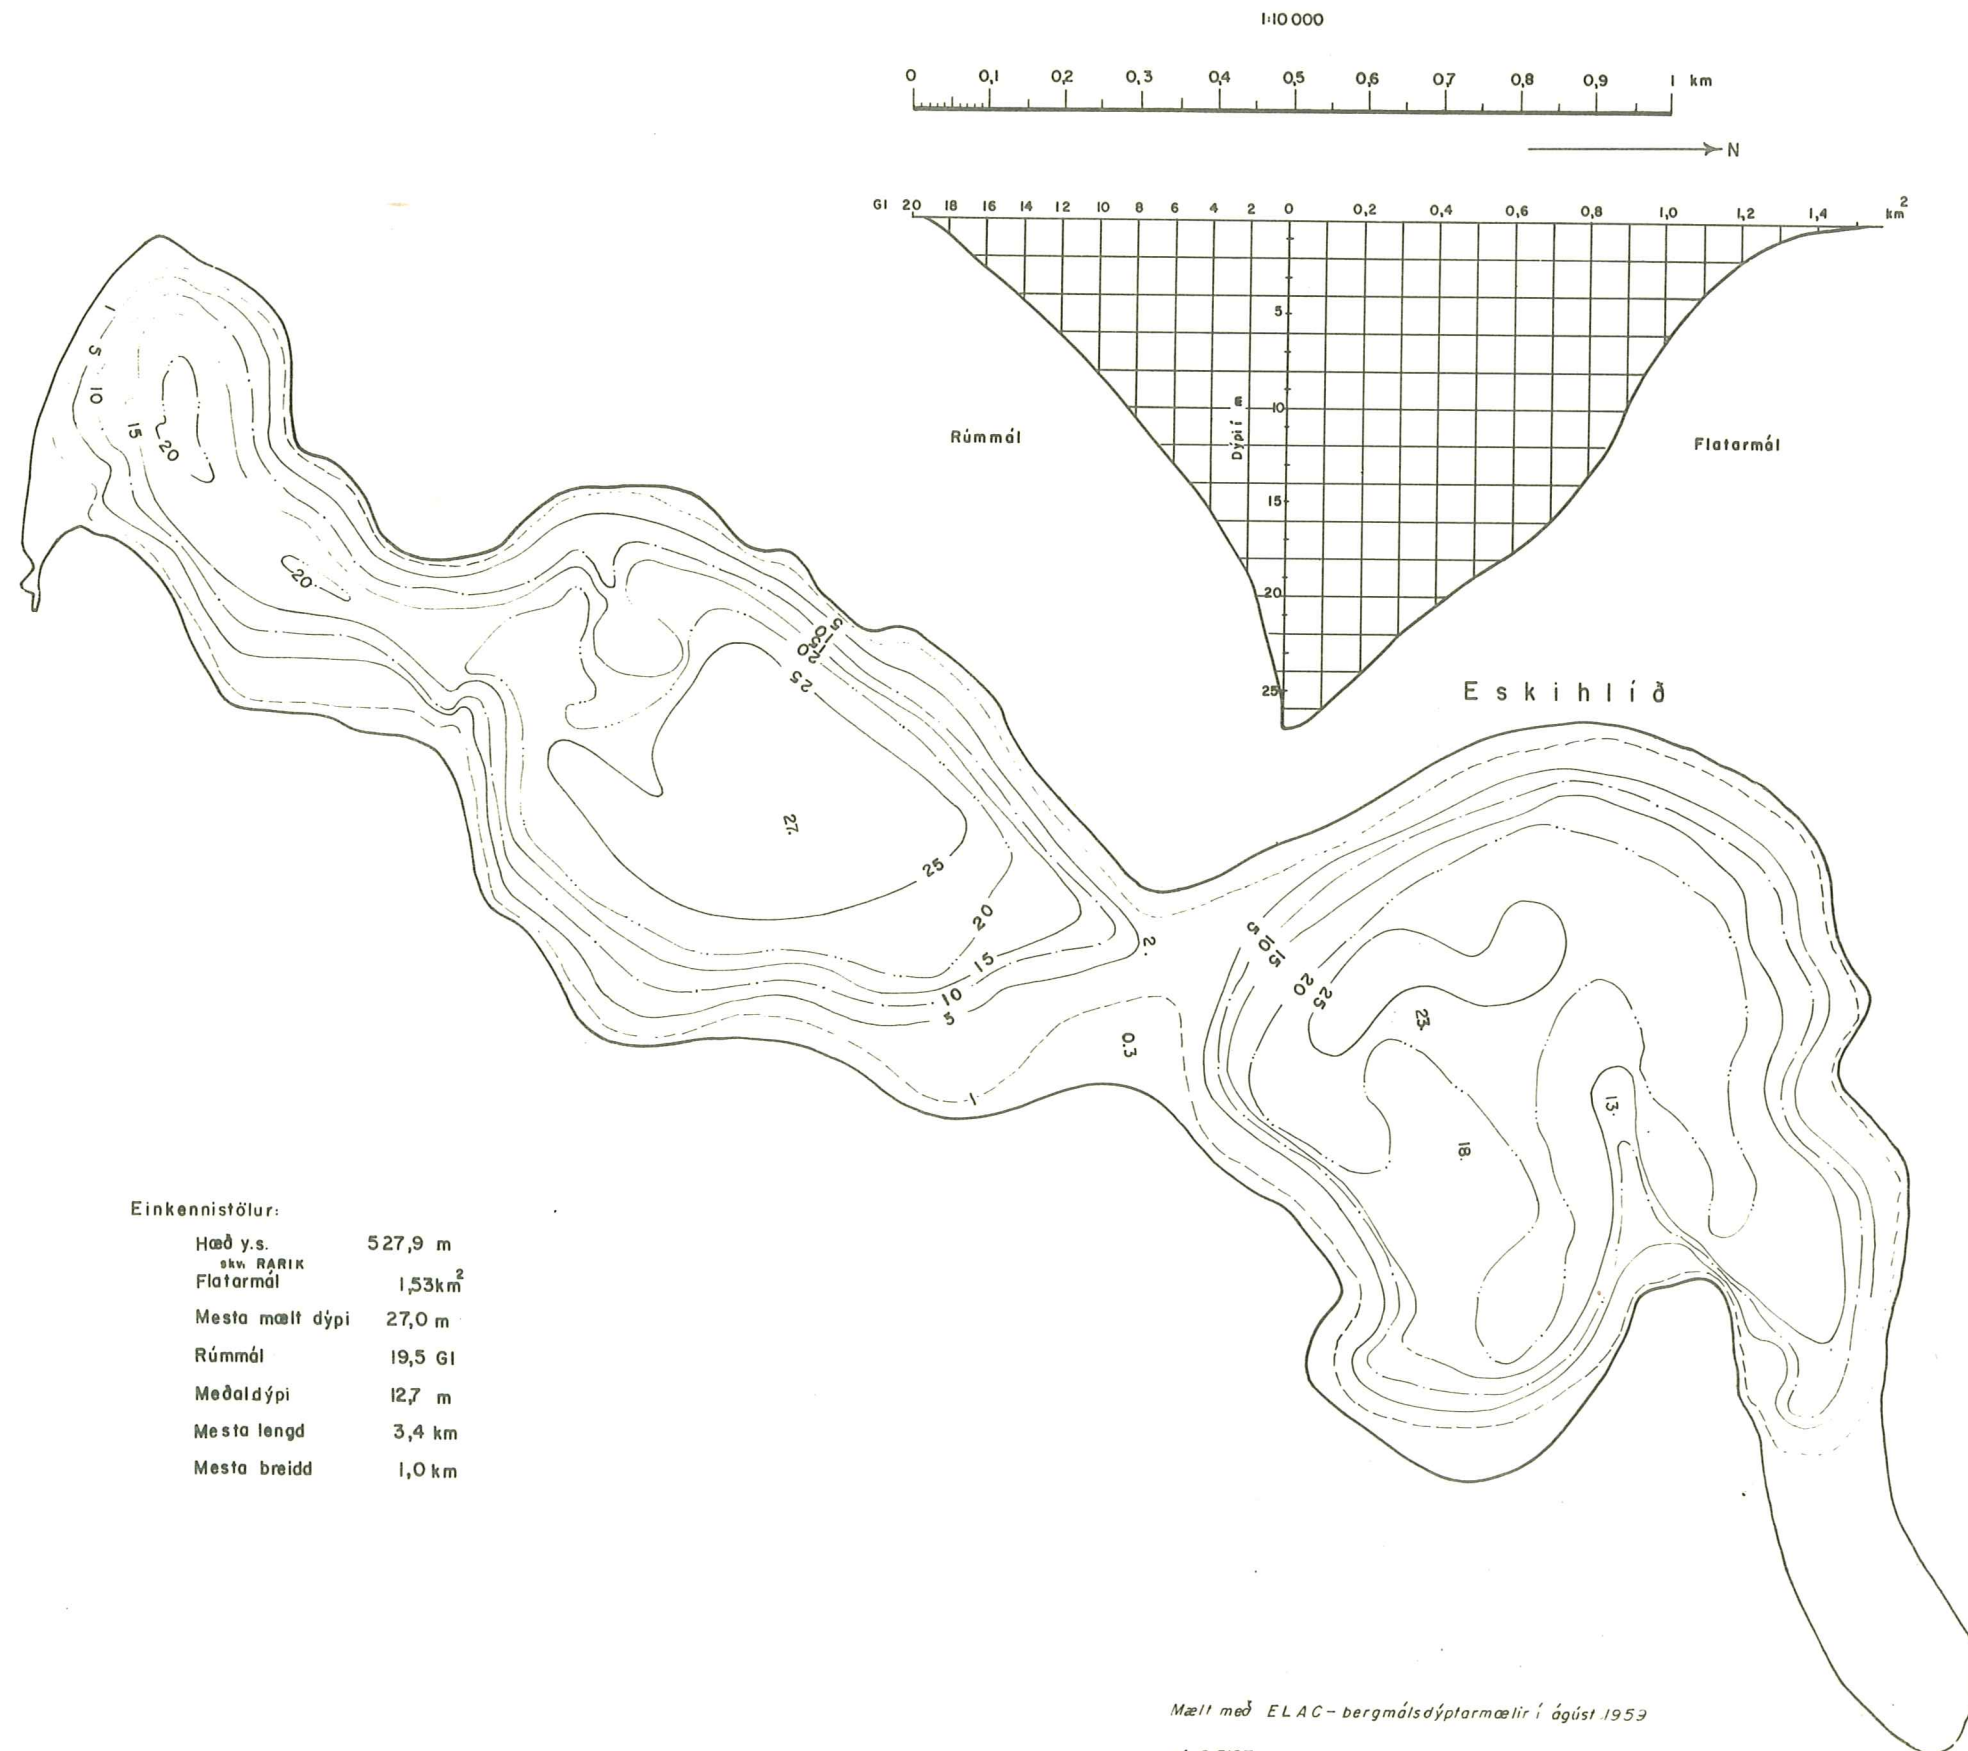 1:10 000
0 0,1 0,2 0,3 0,4 0,5 0,6 0,7 0,8 0,9 1 km
N
Gl 20 18 16 14 12 10 8 6 4 2 0 0,2 0,4 0,6 0,8 1,0 1,2 1,4 km²
5
10
15
20
25
Dýpi í m
Rúmmál
Flatarmál
Eskihlíð
1
5
10
15
20
20
5
10
15
20
25
27.
25
20
15
10
5
2.
0.3
1
5
10
15
20
25
23.
18.
13.
Einkennistölur:
Hæð y.s. 527,9 m
skv. RARIK
Flatarmál 1,53km²
Mesta mælt dýpi 27,0 m
Rúmmál 19,5 Gl
Meðaldýpi 12,7 m
Mesta lengd 3,4 km
Mesta breidd 1,0 km
Mælt með ELAC-bergmálsdýptarmælir í ágúst 1959